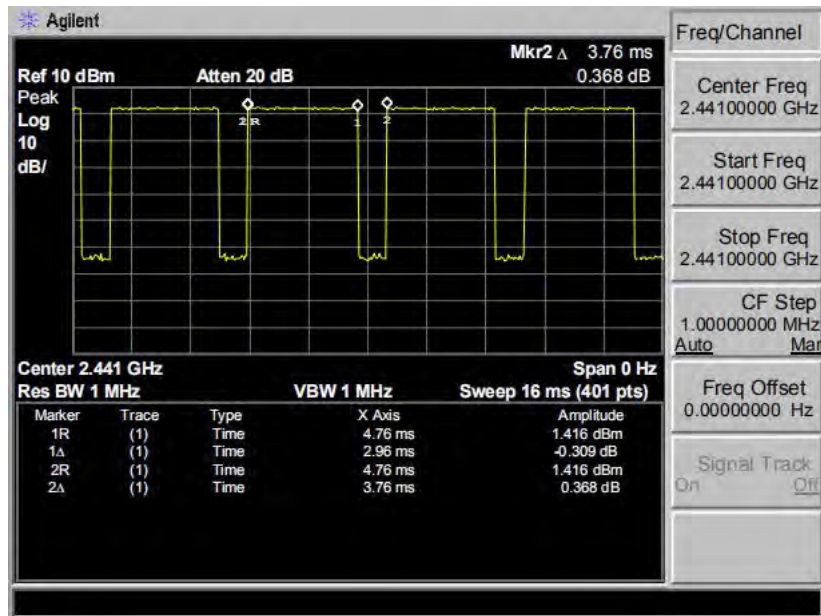 Agilent
Freq/Channel
Mkr2 Δ 3.76 ms
Ref 10 dBm Atten 20 dB 0.368 dB
Peak
Log
10
dB/
2R 1 2
Center 2.441 GHz Span 0 Hz
Res BW 1 MHz VBW 1 MHz Sweep 16 ms (401 pts)
Marker Trace Type X Axis Amplitude
1R (1) Time 4.76 ms 1.416 dBm
1Δ (1) Time 2.96 ms -0.309 dB
2R (1) Time 4.76 ms 1.416 dBm
2Δ (1) Time 3.76 ms 0.368 dB
Center Freq
2.44100000 GHz
Start Freq
2.44100000 GHz
Stop Freq
2.44100000 GHz
CF Step
1.00000000 MHz
Auto Man
Freq Offset
0.00000000 Hz
Signal Track
On Off